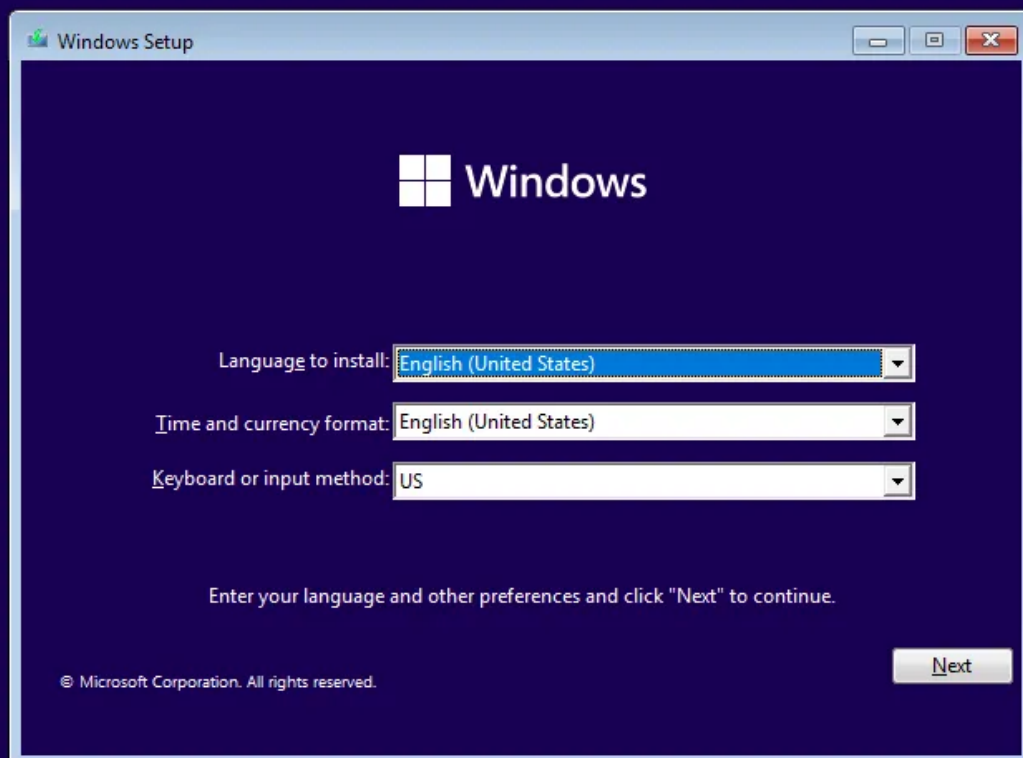 Windows Setup
Windows
Language to install: English (United States)
Time and currency format: English (United States)
Keyboard or input method: US
Enter your language and other preferences and click "Next" to continue.
Next
© Microsoft Corporation. All rights reserved.